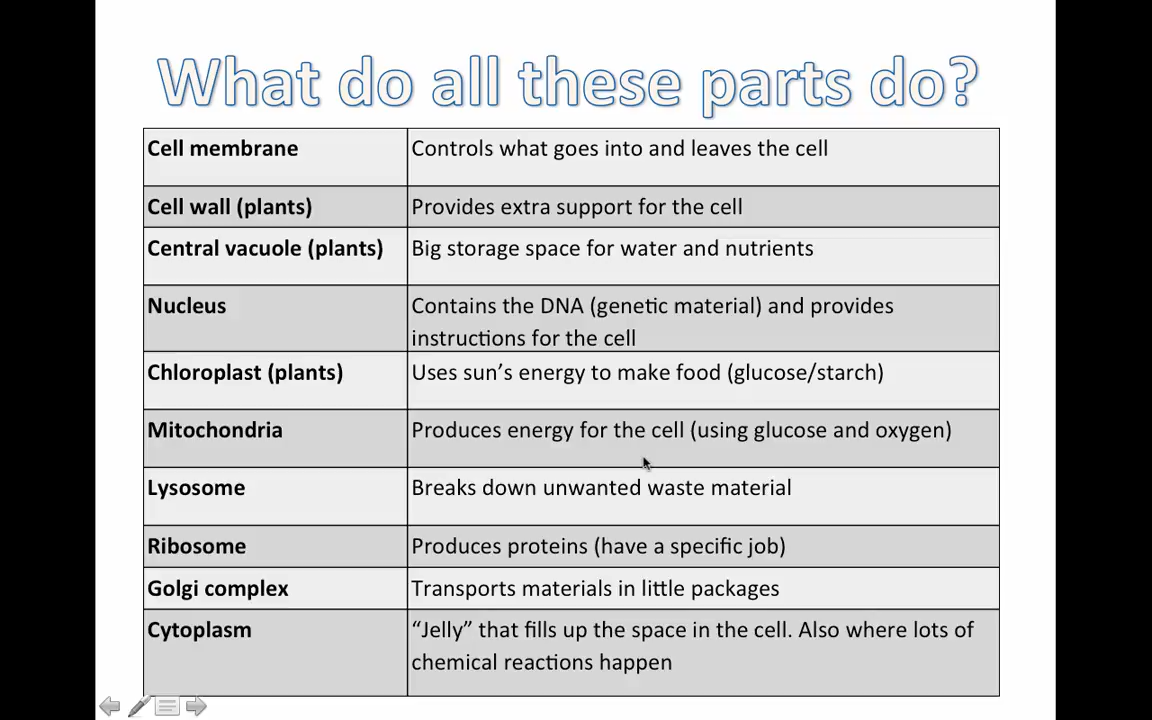 What do all these parts do?
Cell membrane Controls what goes into and leaves the cell
Cell wall (plants) Provides extra support for the cell
Central vacuole (plants) Big storage space for water and nutrients
Nucleus Contains the DNA (genetic material) and provides
instructions for the cell
Chloroplast (plants) Uses sun’s energy to make food (glucose/starch)
Mitochondria Produces energy for the cell (using glucose and oxygen)
Lysosome Breaks down unwanted waste material
Ribosome Produces proteins (have a specific job)
Golgi complex Transports materials in little packages
Cytoplasm “Jelly” that fills up the space in the cell. Also where lots of
chemical reactions happen